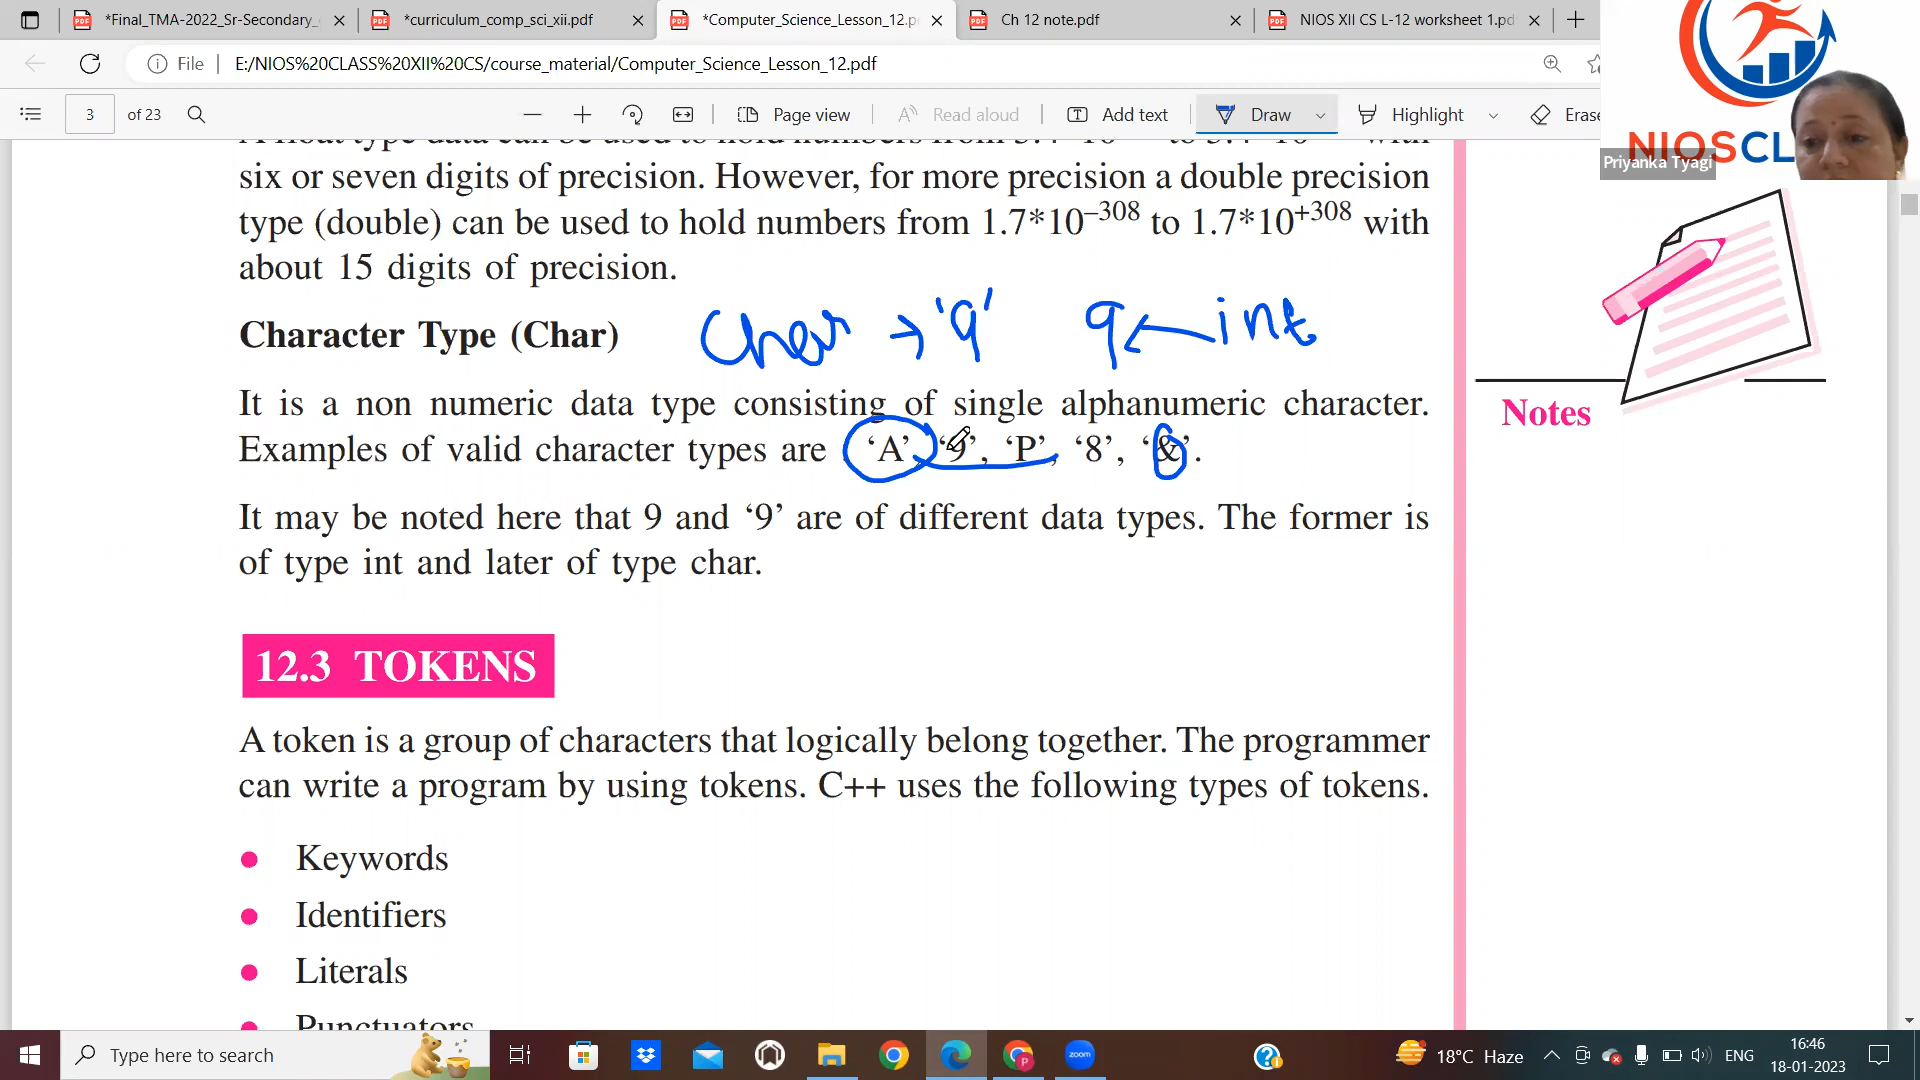 *Final_TMA-2022_Sr-Secondary_
*curriculum_comp_sci_xii.pdf
*Computer_Science_Lesson_12.p
Ch 12 note.pdf
NIOS XII CS L-12 worksheet 1.pd
File
E:/NIOS%20CLASS%20XII%20CS/course_material/Computer_Science_Lesson_12.pdf
3
of 23
Page view
Read aloud
Add text
Draw
Highlight
Erase
NIOSCL
Priyanka Tyagi
six or seven digits of precision. However, for more precision a double precision
type (double) can be used to hold numbers from 1.7*10–308 to 1.7*10+308 with
about 15 digits of precision.
Char → '9' 9 ← int
Character Type (Char)
It is a non numeric data type consisting of single alphanumeric character.
Examples of valid character types are ‘A’, ‘9’, ‘P’, ‘8’, ‘&’.
It may be noted here that 9 and ‘9’ are of different data types. The former is
of type int and later of type char.
Notes
12.3 TOKENS
A token is a group of characters that logically belong together. The programmer
can write a program by using tokens. C++ uses the following types of tokens.
Keywords
Identifiers
Literals
Punctuators
Type here to search
zoom
18°C Haze
ENG
16:46
18-01-2023